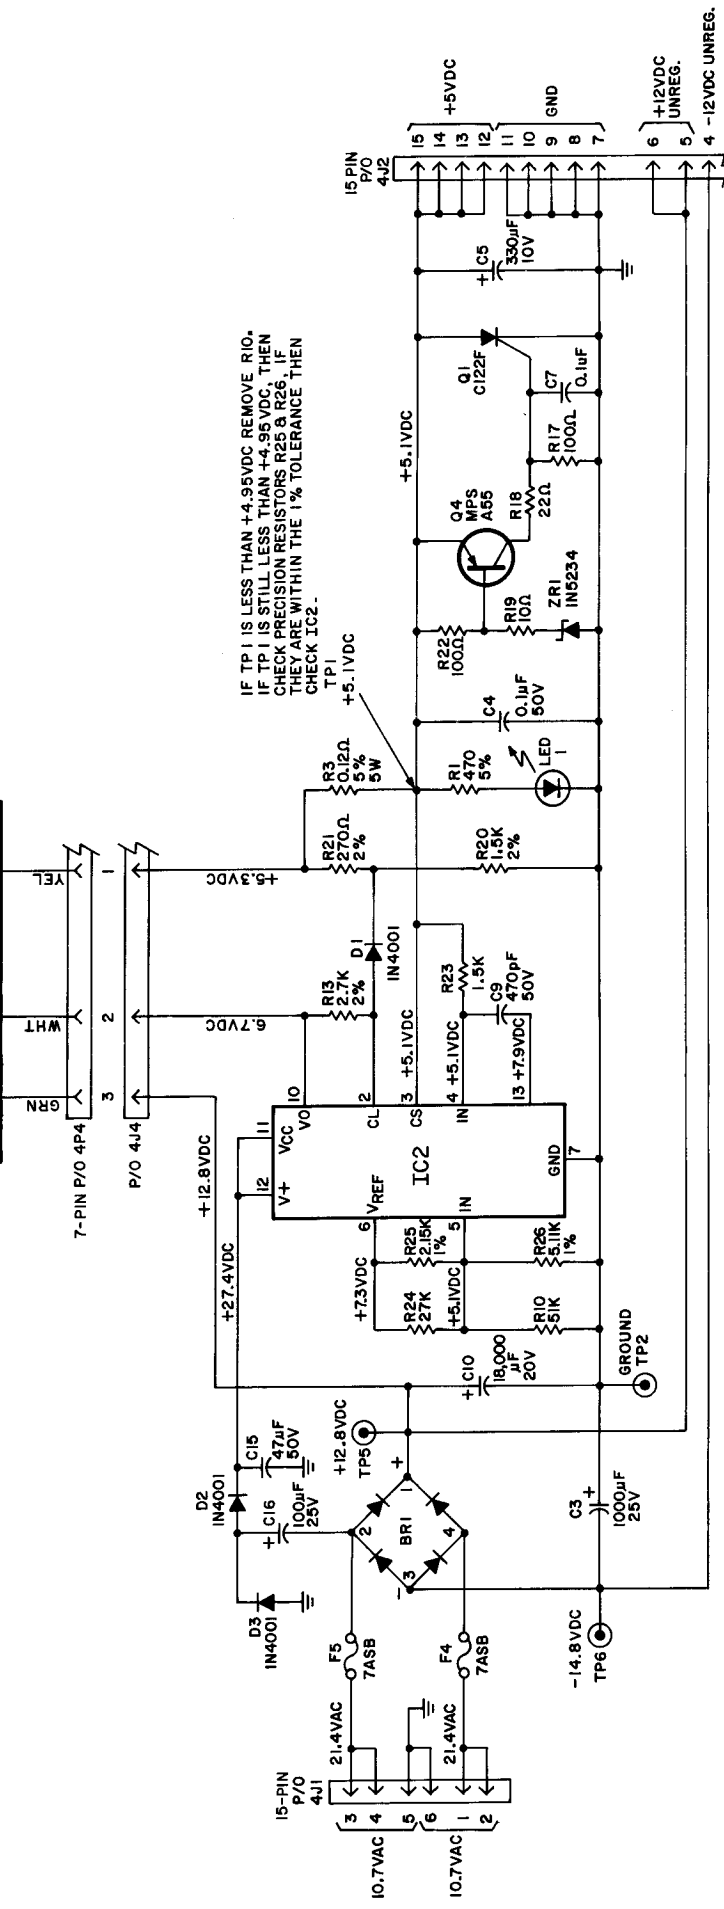 IF TP1 IS LESS THAN +4.95VDC REMOVE R10.
IF TP1 IS STILL LESS THAN +4.95VDC, THEN
CHECK PRECISION RESISTORS R25 & R26, IF
THEY ARE WITHIN THE 1% TOLERANCE THEN
CHECK IC2.
TP1
+5.1VDC
GRN
WHT
YEL
7-PIN P/O 4P4
3
2
1
P/O 4J4
+12.8VDC
6.7VDC
+5.3VDC
+27.4VDC
15-PIN
P/O
4J1
3
4
5
6
1
2
10.7VAC
10.7VAC
21.4VAC
21.4VAC
F5
7ASB
F4
7ASB
D3
1N4001
D2
1N4001
+
C16
100µF
25V
C15
47µF
50V
BR1
1
2
3
4
+
-
+12.8VDC
TP5
-14.8VDC
TP6
C3
+
1000µF
25V
+
C10
18,000
µF
20V
GROUND
TP2
+7.3VDC
R24
27K
R25
2.15K
1%
+5.1VDC
R10
51K
R26
5.11K
1%
IC2
12
V+
11
VCC
10
VO
2
CL
3
CS
4
IN
13
6
VREF
5
IN
GND
7
R13
2.7K
2%
D1
1N4001
+5.1VDC
+5.1VDC
+7.9VDC
R23
1.5K
C9
470pF
50V
R21
270Ω
2%
R3
0.12Ω
5%
5W
R20
1.5K
2%
R1
470
5%
LED
1
C4
0.1µF
50V
R22
100Ω
R19
10Ω
ZR1
1N5234
Q4
MPS
A55
R18
22Ω
R17
100Ω
C7
0.1uF
+5.1VDC
Q1
C122F
+
C5
330µF
10V
15 PIN
P/O
4J2
15
14
13
12
11
10
9
8
7
6
5
4
+5VDC
GND
+12VDC
UNREG.
-12VDC UNREG.